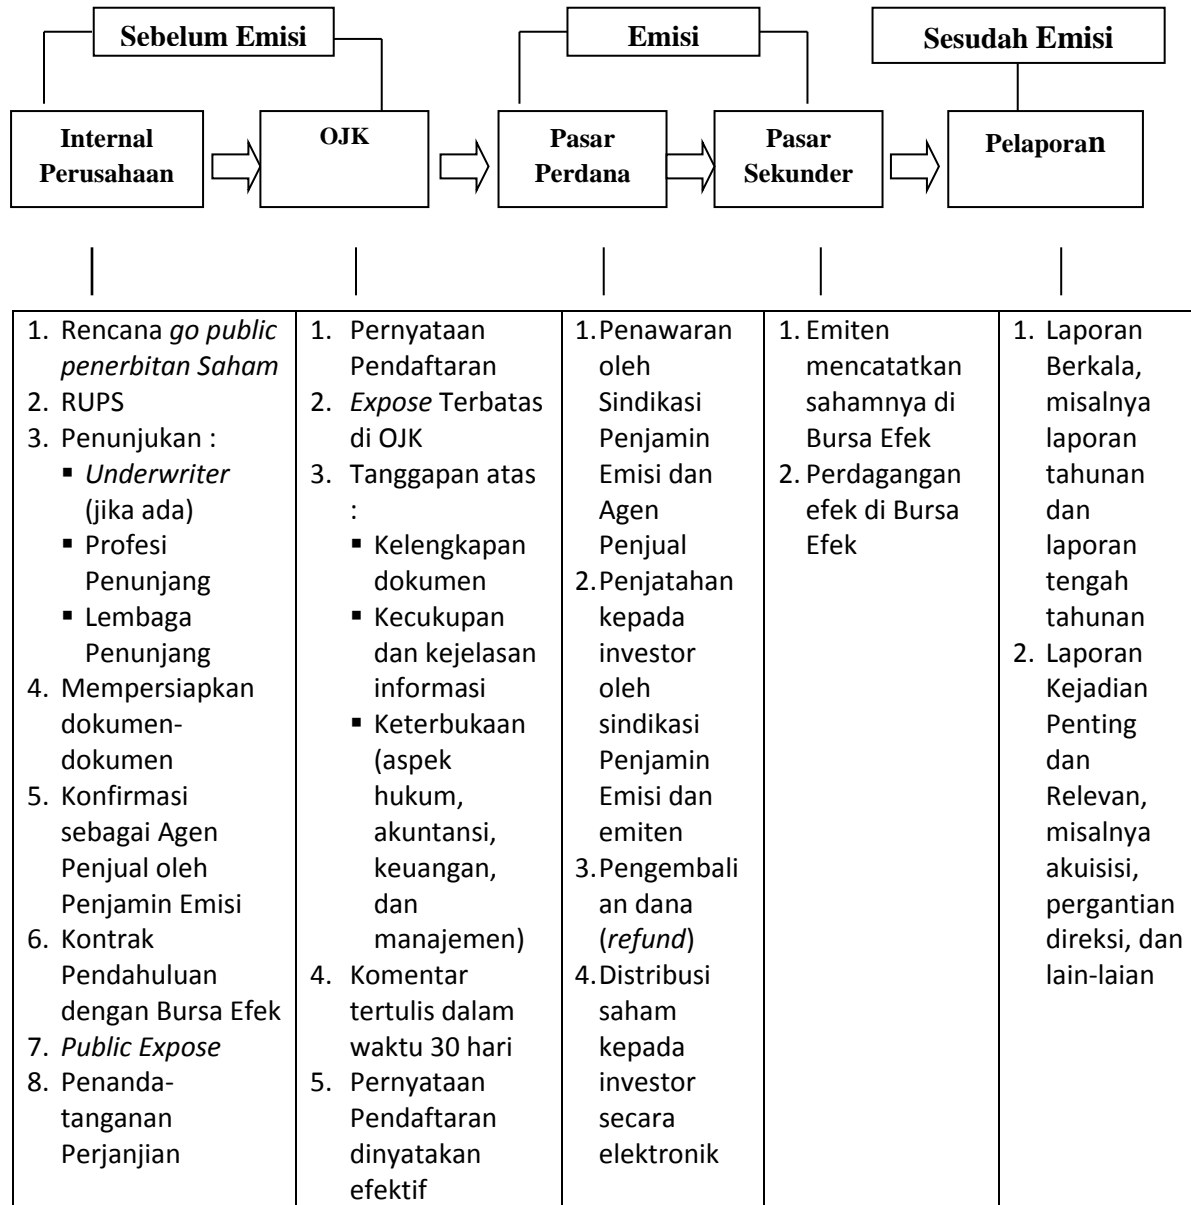 Sebelum Emisi
Emisi
Sesudah Emisi
Internal
Perusahaan
OJK
Pasar
Perdana
Pasar
Sekunder
Pelaporan
1. Rencana go public
penerbitan Saham
2. RUPS
3. Penunjukan :
▪ Underwriter
(jika ada)
▪ Profesi
Penunjang
▪ Lembaga
Penunjang
4. Mempersiapkan
dokumen-
dokumen
5. Konfirmasi
sebagai Agen
Penjual oleh
Penjamin Emisi
6. Kontrak
Pendahuluan
dengan Bursa Efek
7. Public Expose
8. Penanda-
tanganan
Perjanjian
1. Pernyataan
Pendaftaran
2. Expose Terbatas
di OJK
3. Tanggapan atas
:
▪ Kelengkapan
dokumen
▪ Kecukupan
dan kejelasan
informasi
▪ Keterbukaan
(aspek
hukum,
akuntansi,
keuangan,
dan
manajemen)
4. Komentar
tertulis dalam
waktu 30 hari
5. Pernyataan
Pendaftaran
dinyatakan
efektif
1. Penawaran
oleh
Sindikasi
Penjamin
Emisi dan
Agen
Penjual
2. Penjatahan
kepada
investor
oleh
sindikasi
Penjamin
Emisi dan
emiten
3. Pengembali
an dana
(refund)
4. Distribusi
saham
kepada
investor
secara
elektronik
1. Emiten
mencatatkan
sahamnya di
Bursa Efek
2. Perdagangan
efek di Bursa
Efek
1. Laporan
Berkala,
misalnya
laporan
tahunan
dan
laporan
tengah
tahunan
2. Laporan
Kejadian
Penting
dan
Relevan,
misalnya
akuisisi,
pergantian
direksi, dan
lain-laian